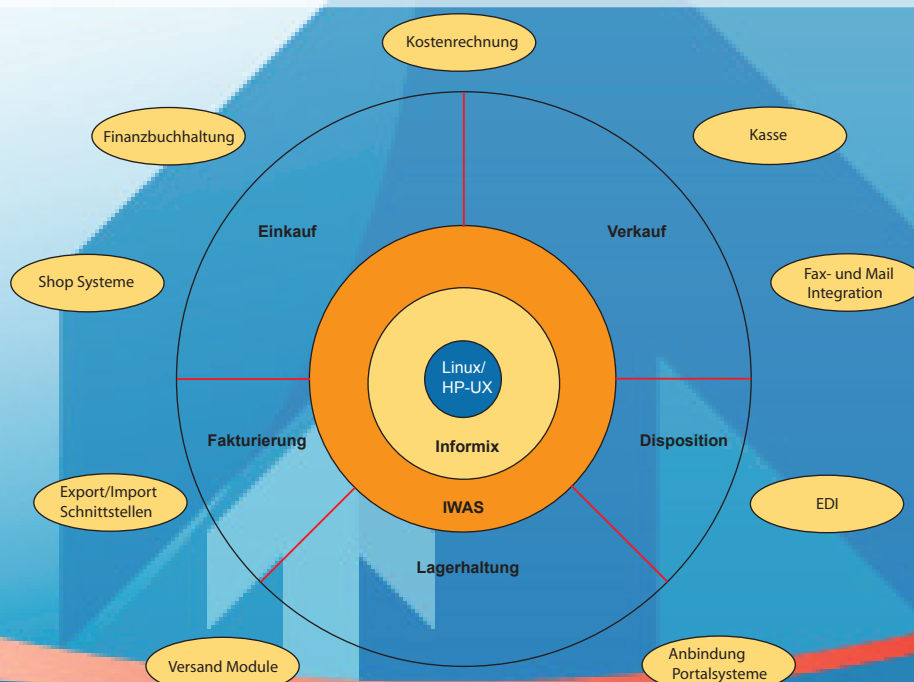 Kostenrechnung
Finanzbuchhaltung
Kasse
Einkauf
Verkauf
Shop Systeme
Fax- und Mail
Integration
Linux/
HP-UX
Fakturierung
Informix
Disposition
Export/Import
Schnittstellen
IWAS
EDI
Lagerhaltung
Versand Module
Anbindung
Portalsysteme